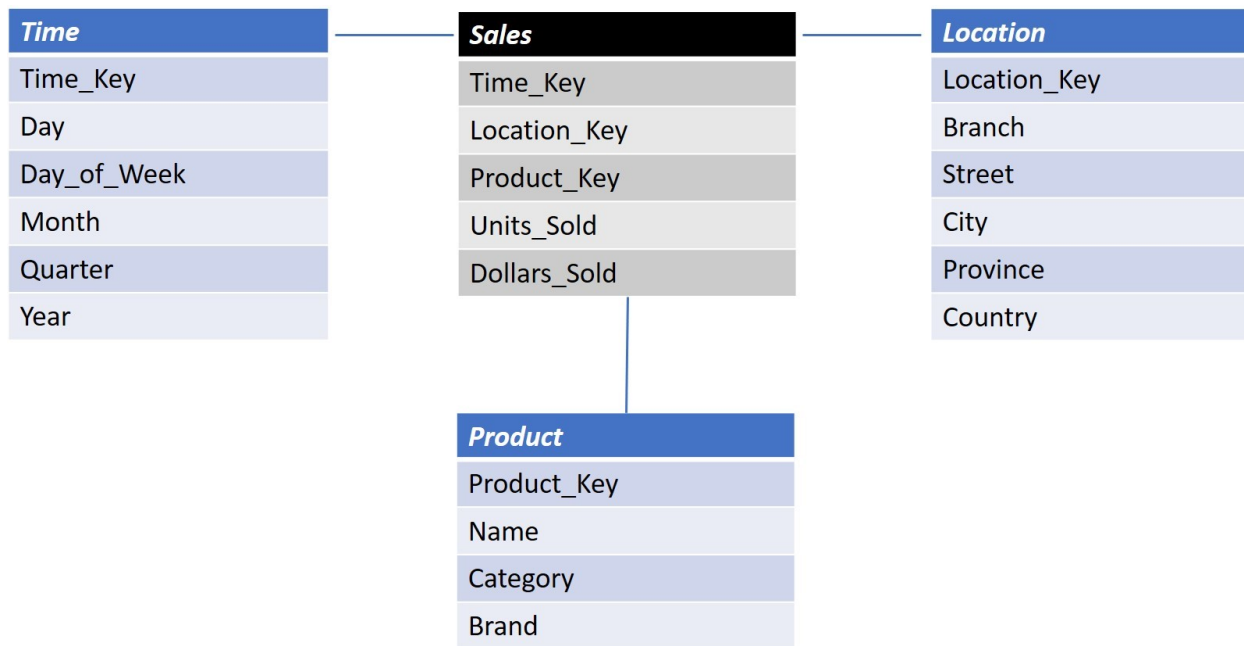 Time
Time_Key
Day
Day_of_Week
Month
Quarter
Year
Sales
Time_Key
Location_Key
Product_Key
Units_Sold
Dollars_Sold
Location
Location_Key
Branch
Street
City
Province
Country
Product
Product_Key
Name
Category
Brand